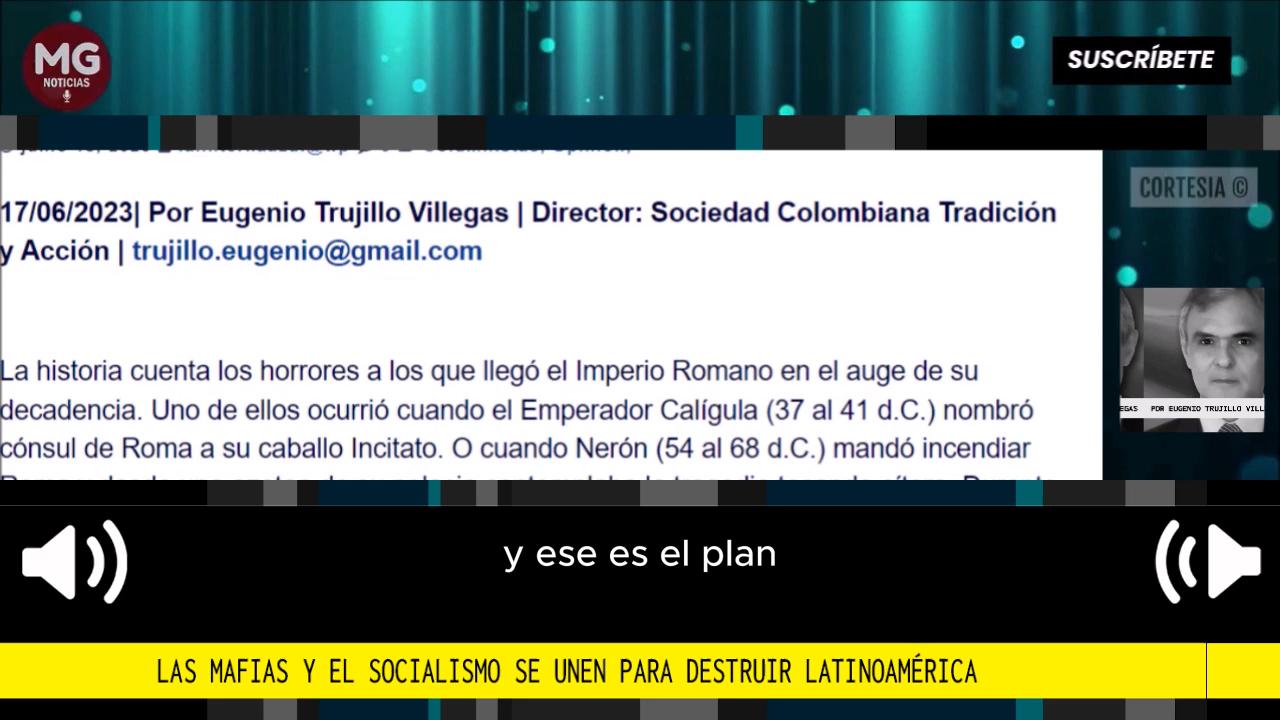 MG
NOTICIAS
SUSCRÍBETE
CORTESIA ©
17/06/2023| Por Eugenio Trujillo Villegas | Director: Sociedad Colombiana Tradición
y Acción | trujillo.eugenio@gmail.com
La historia cuenta los horrores a los que llegó el Imperio Romano en el auge de su
decadencia. Uno de ellos ocurrió cuando el Emperador Calígula (37 al 41 d.C.) nombró
cónsul de Roma a su caballo Incitato. O cuando Nerón (54 al 68 d.C.) mandó incendiar
EGAS POR EUGENIO TRUJILLO VILL
y ese es el plan
LAS MAFIAS Y EL SOCIALISMO SE UNEN PARA DESTRUIR LATINOAMÉRICA